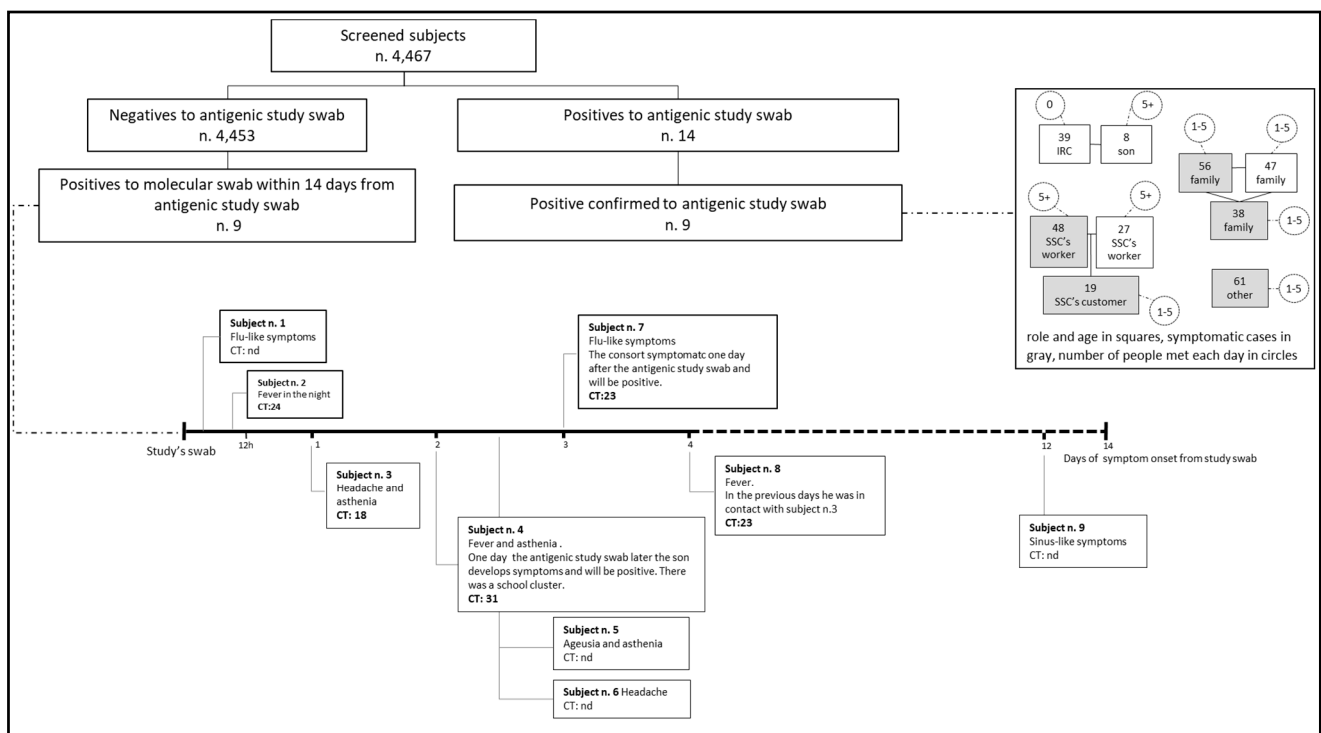 Screened subjects
n. 4,467
Negatives to antigenic study swab
n. 4,453
Positives to antigenic study swab
n. 14
Positives to molecular swab within 14 days from
antigenic study swab
n. 9
Positive confirmed to antigenic study swab
n. 9
0
5+
39
IRC
8
son
1-5
1-5
56
family
47
family
38
family
1-5
5+
5+
48
SSC's
worker
27
SSC's
worker
19
SSC's customer
1-5
61
other
1-5
role and age in squares, symptomatic cases in
gray, number of people met each day in circles
Subject n. 1
Flu-like symptoms
CT: nd
Subject n. 2
Fever in the night
CT:24
Subject n. 7
Flu-like symptoms
The consort symptomatc one day
after the antigenic study swab and
will be positive.
CT:23
Study's swab
12h
1
2
3
4
12
14
Days of symptom onset from study swab
Subject n. 3
Headache and
asthenia
CT: 18
Subject n. 4
Fever and asthenia .
One day the antigenic study swab later the son
develops symptoms and will be positive. There
was a school cluster.
CT: 31
Subject n. 5
Ageusia and asthenia
CT: nd
Subject n. 6 Headache
CT: nd
Subject n. 8
Fever.
In the previous days he was in
contact with subject n.3
CT:23
Subject n. 9
Sinus-like symptoms
CT: nd